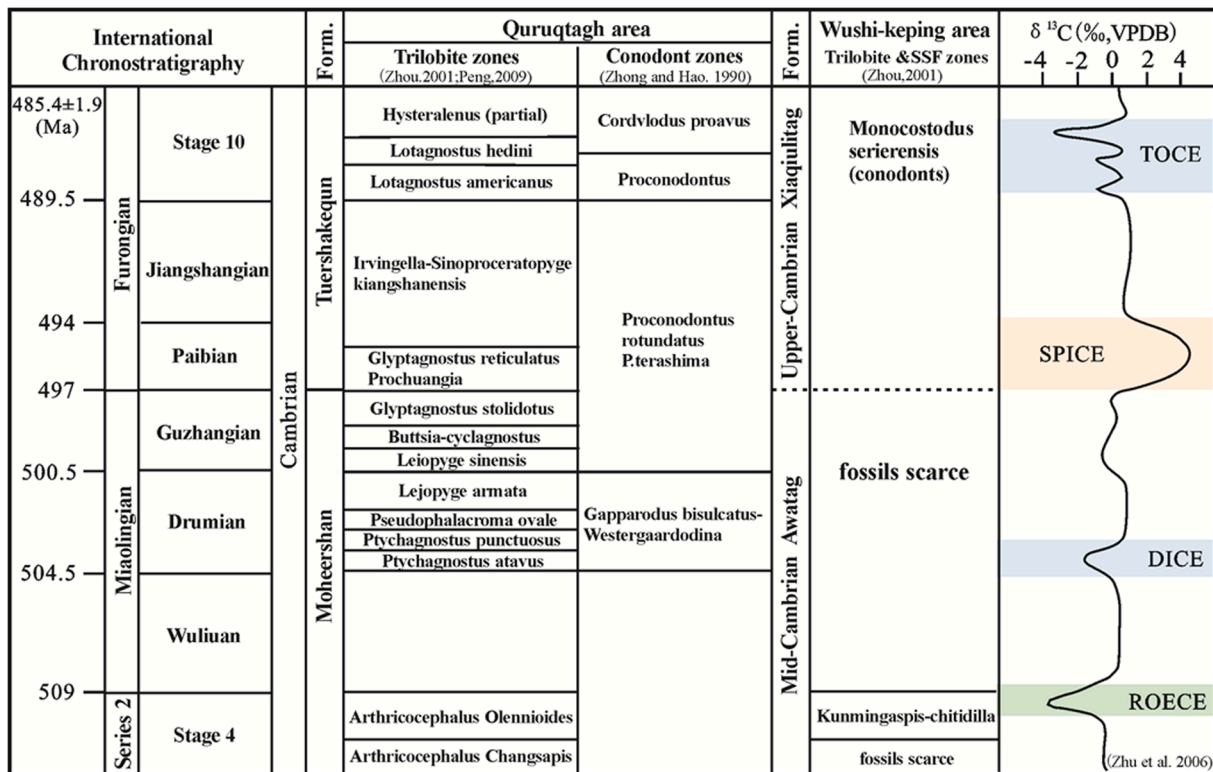 International
Chronostratigraphy
Form.
Quruqtagh area
Trilobite zones
(Zhou.2001;Peng,2009)
Conodont zones
(Zhong and Hao. 1990)
Form.
Wushi-keping area
Trilobite &SSF zones
(Zhou,2001)
δ ¹³C (‰,VPDB)
-4 -2 0 2 4
485.4±1.9
(Ma)
489.5
494
497
500.5
504.5
509
Furongian
Miaolingian
Series 2
Stage 10
Jiangshangian
Paibian
Guzhangian
Drumian
Wuliuan
Stage 4
Cambrian
Tuershakequn
Moheershan
Hysteralenus (partial)
Lotagnostus hedini
Lotagnostus americanus
Irvingella-Sinoproceratopyge
kiangshanensis
Glyptagnostus reticulatus
Prochuangia
Glyptagnostus stolidotus
Buttsia-cyclagnostus
Leiopyge sinensis
Lejopyge armata
Pseudophalacroma ovale
Ptychagnostus punctuosus
Ptychagnostus atavus
Arthricocephalus Olennioides
Arthricocephalus Changsapis
Cordvlodus proavus
Proconodontus
Proconodontus
rotundatus
P.terashima
Gapparodus bisulcatus-
Westergaardodina
Upper-Cambrian Xiaqiulitag
Mid-Cambrian Awatag
Monocostodus
serierensis
(conodonts)
fossils scarce
Kunmingaspis-chitidilla
fossils scarce
TOCE
SPICE
DICE
ROECE
(Zhu et al. 2006)